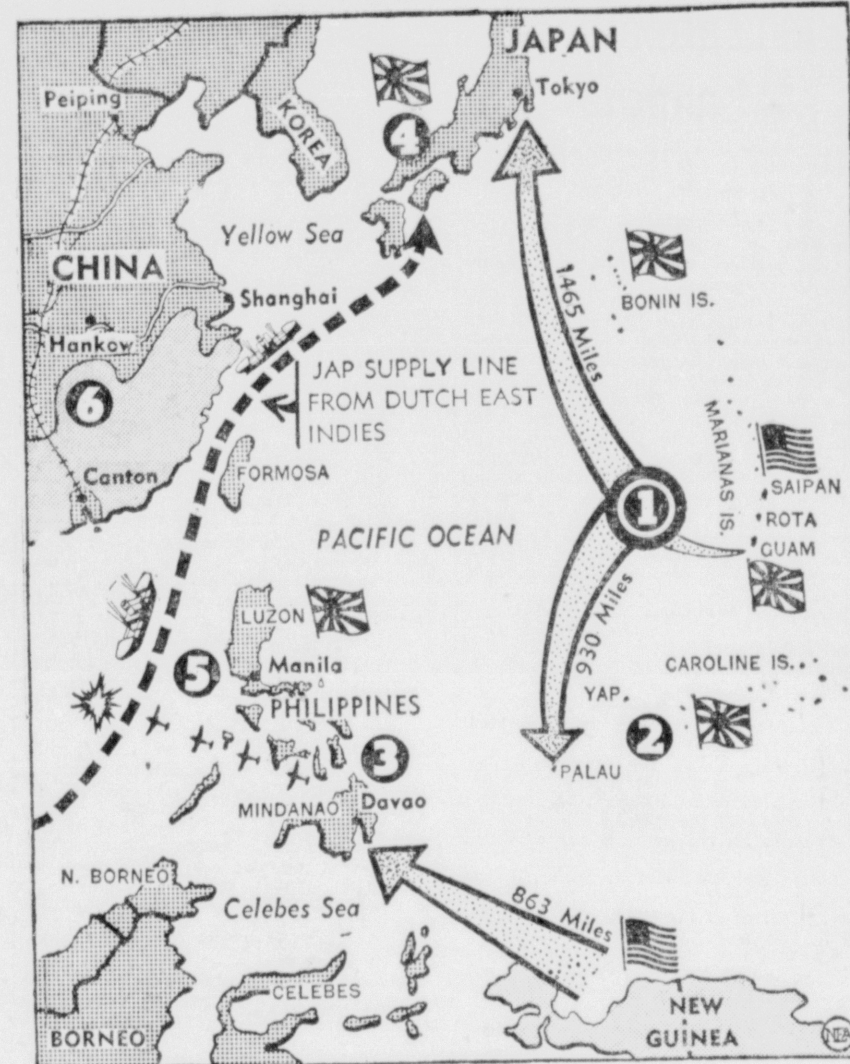 JAPAN
Tokyo
Peiping
KOREA
4
Yellow Sea
CHINA
Shanghai
1465 Miles
BONIN IS.
Hankow
JAP SUPPLY LINE
FROM DUTCH EAST
INDIES
6
MARIANAS IS.
Canton
FORMOSA
SAIPAN
1
ROTA
PACIFIC OCEAN
GUAM
LUZON
930 Miles
5
Manila
CAROLINE IS.
YAP
PHILIPPINES
2
3
PALAU
MINDANAO
Davao
N. BORNEO
863 Miles
Celebes Sea
CELEBES
NEW
GUINEA
BORNEO
NEA